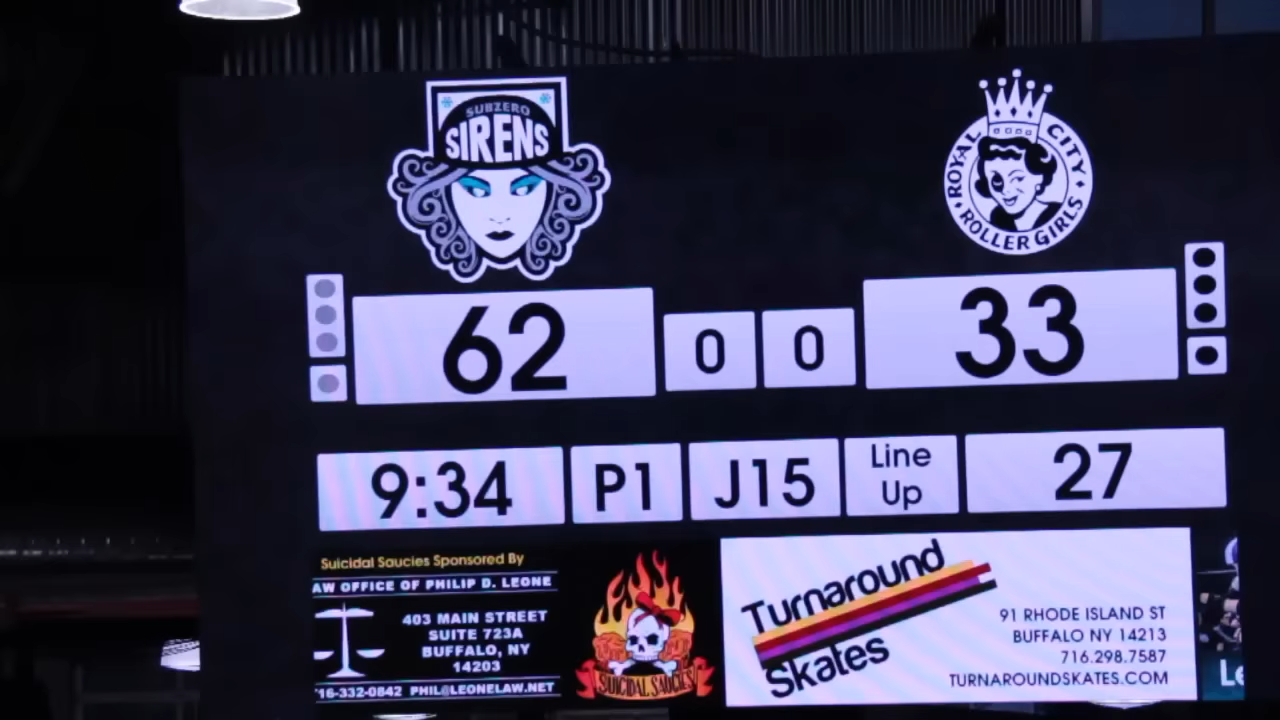 SUBZERO
SIRENS
ROYAL CITY
ROLLER GIRLS
62
0
0
33
9:34
P1
J15
Line
Up
27
Suicidal Saucies Sponsored By
AW OFFICE OF PHILIP D. LEONE
403 MAIN STREET
SUITE 723A
BUFFALO, NY
14203
16-332-0842 PHIL@LEONELAW.NET
SUICIDAL SAUCIES
Turnaround
Skates
91 RHODE ISLAND ST
BUFFALO NY 14213
716.298.7587
TURNAROUNDSKATES.COM
Le